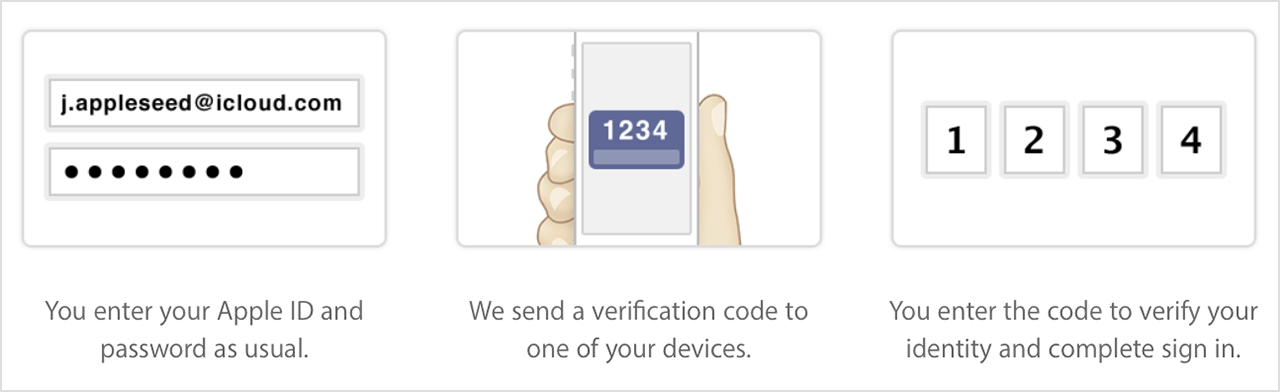 j.appleseed@icloud.com
••••••••
You enter your Apple ID and
password as usual.
1234
We send a verification code to
one of your devices.
1 2 3 4
You enter the code to verify your
identity and complete sign in.